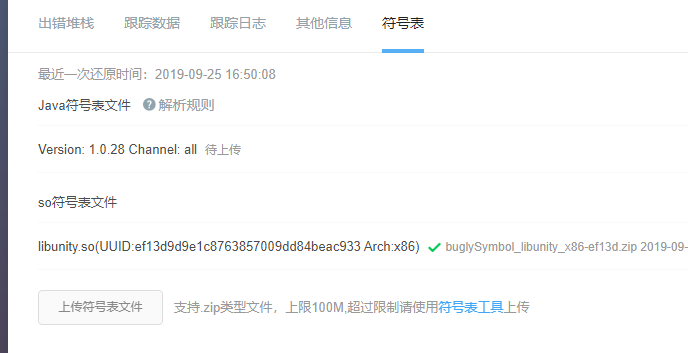 出错堆栈 跟踪数据 跟踪日志 其他信息 符号表
最近一次还原时间：2019-09-25 16:50:08
Java符号表文件 ? 解析规则
Version: 1.0.28 Channel: all 待上传
so符号表文件
libunity.so(UUID:ef13d9d9e1c8763857009dd84beac933 Arch:x86) buglySymbol_libunity_x86-ef13d.zip 2019-09-
上传符号表文件 支持.zip类型文件，上限100M,超过限制请使用符号表工具上传